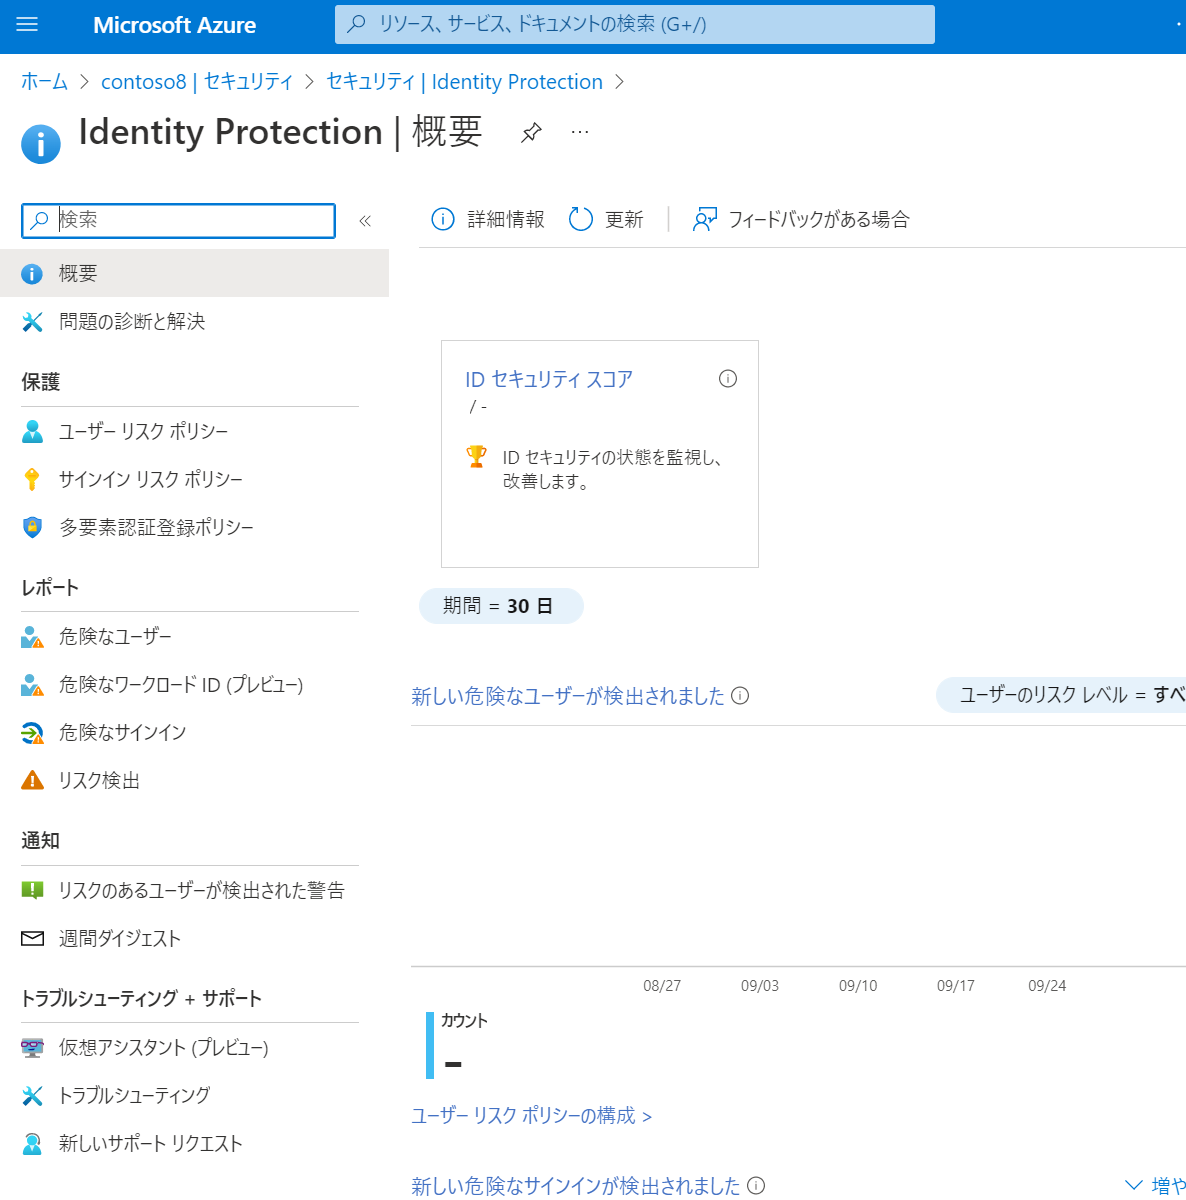 Microsoft Azure
リソース、サービス、ドキュメントの検索 (G+/)
ホーム > contoso8 | セキュリティ > セキュリティ | Identity Protection >
Identity Protection | 概要
検索
«
詳細情報
更新
フィードバックがある場合
概要
問題の診断と解決
保護
ユーザー リスク ポリシー
サインイン リスク ポリシー
多要素認証登録ポリシー
レポート
危険なユーザー
危険なワークロード ID (プレビュー)
危険なサインイン
リスク検出
通知
リスクのあるユーザーが検出された警告
週間ダイジェスト
トラブルシューティング + サポート
仮想アシスタント (プレビュー)
トラブルシューティング
新しいサポート リクエスト
ID セキュリティ スコア
/ -
ID セキュリティの状態を監視し、
改善します。
期間 = 30 日
新しい危険なユーザーが検出されました
ユーザーのリスク レベル = すべ
08/27 09/03 09/10 09/17 09/24
カウント
-
ユーザー リスク ポリシーの構成 >
新しい危険なサインインが検出されました
増や